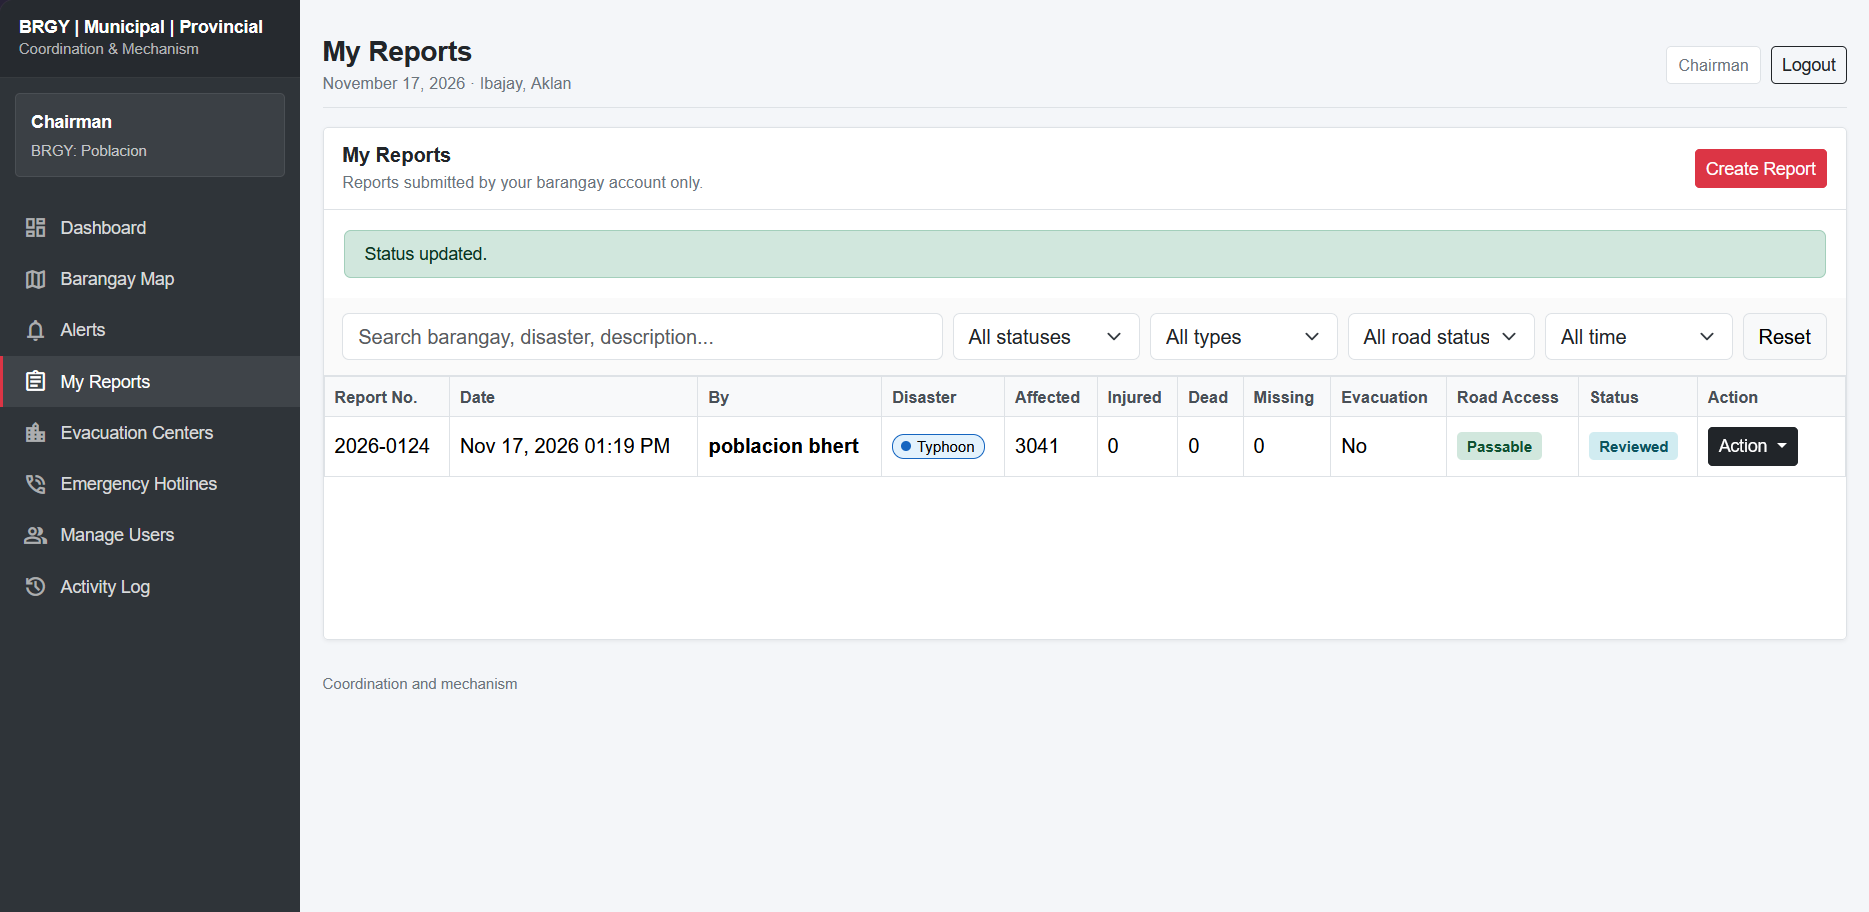 BRGY | Municipal | Provincial
Coordination & Mechanism
Chairman
BRGY: Poblacion
Dashboard
Barangay Map
Alerts
My Reports
Evacuation Centers
Emergency Hotlines
Manage Users
Activity Log
My Reports
November 17, 2026 · Ibajay, Aklan
Chairman
Logout
My Reports
Reports submitted by your barangay account only.
Create Report
Status updated.
Search barangay, disaster, description...
All statuses
All types
All road status
All time
Reset
Report No. Date By Disaster Affected Injured Dead Missing Evacuation Road Access Status Action
2026-0124 Nov 17, 2026 01:19 PM poblacion bhert Typhoon 3041 0 0 0 No Passable Reviewed Action
Coordination and mechanism